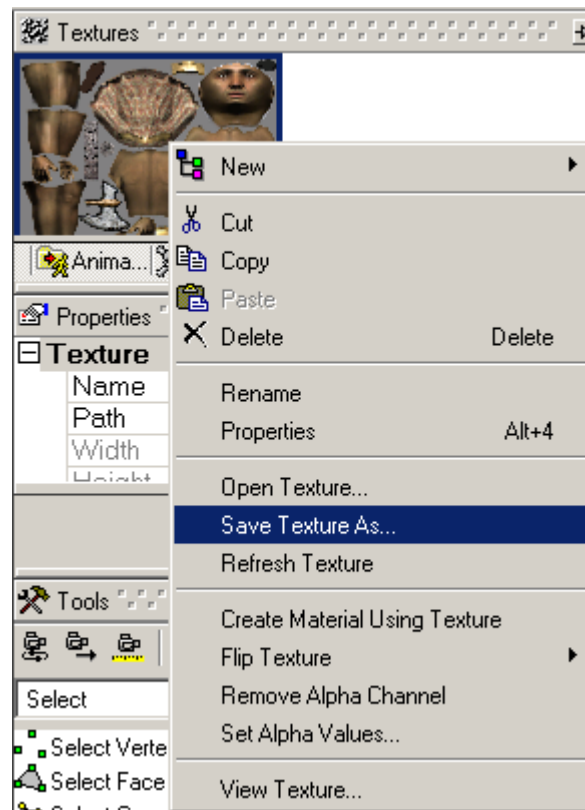 Textures
New
Cut
Copy
Paste
Delete Delete
Rename
Properties Alt+4
Open Texture...
Save Texture As...
Refresh Texture
Create Material Using Texture
Flip Texture
Remove Alpha Channel
Set Alpha Values...
View Texture...
Anima...
Properties
Texture
Name
Path
Width
Height
Tools
Select
Select Verte
Select Face